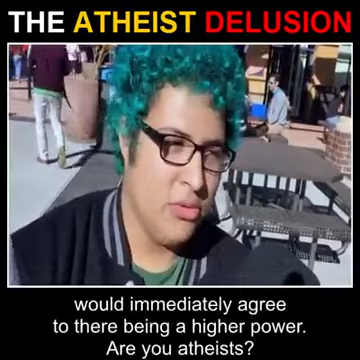 THE ATHEIST DELUSION
would immediately agree
to there being a higher power.
Are you atheists?